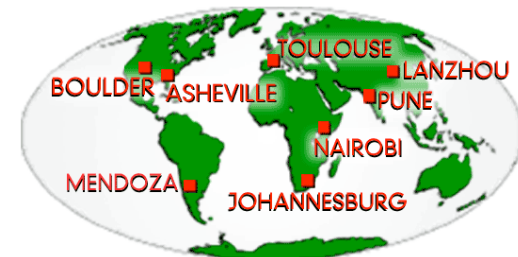 TOULOUSE
LANZHOU
BOULDER
ASHEVILLE
PUNE
NAIROBI
MENDOZA
JOHANNESBURG